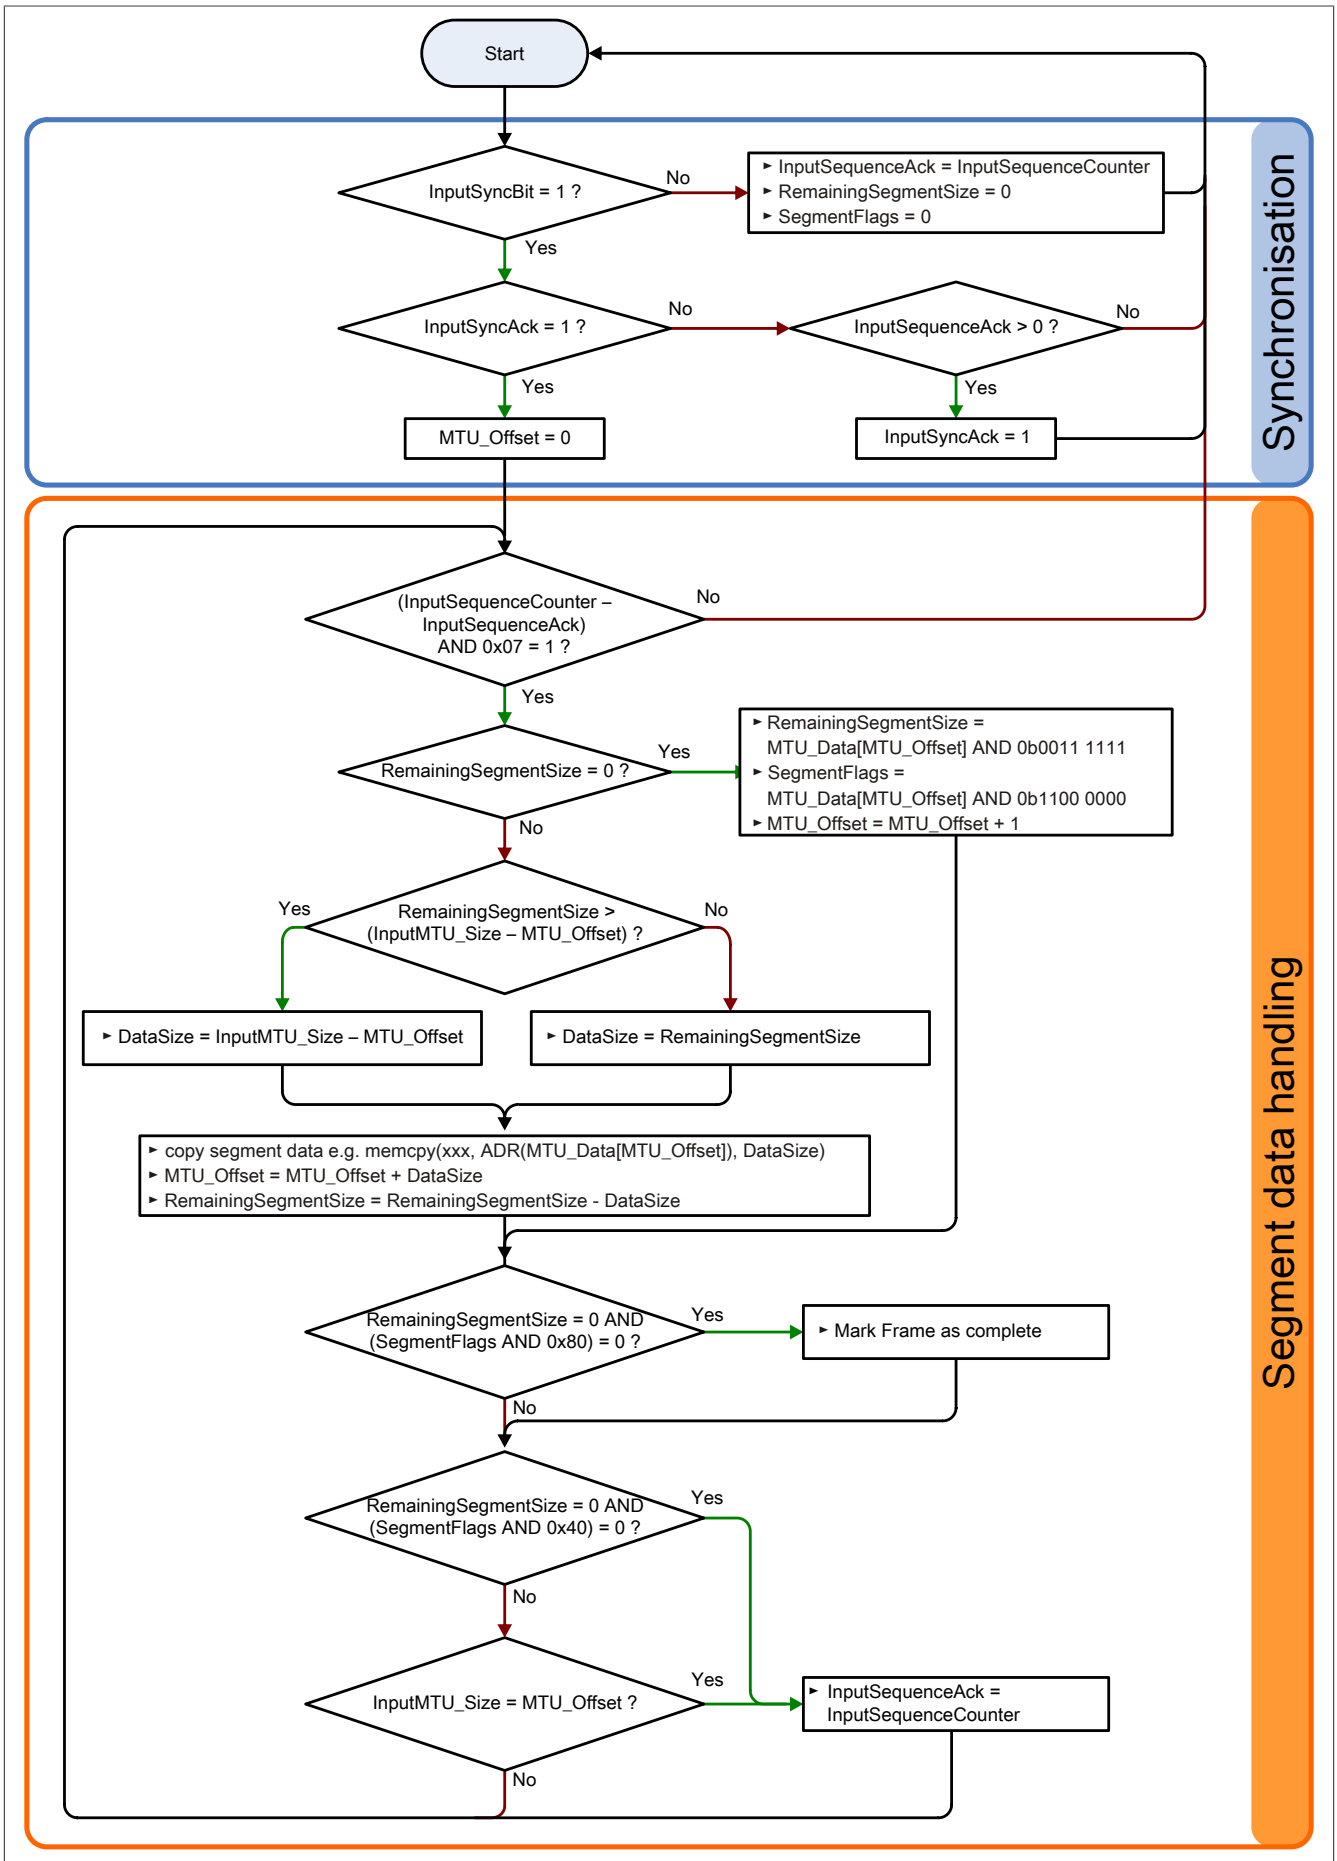 Start
InputSyncBit = 1 ?
No
► InputSequenceAck = InputSequenceCounter
► RemainingSegmentSize = 0
► SegmentFlags = 0
Yes
InputSyncAck = 1 ?
No
InputSequenceAck > 0 ?
No
Yes
Yes
MTU_Offset = 0
InputSyncAck = 1
Synchronisation
(InputSequenceCounter –
InputSequenceAck)
AND 0x07 = 1 ?
No
Yes
RemainingSegmentSize = 0 ?
Yes
► RemainingSegmentSize =
MTU_Data[MTU_Offset] AND 0b0011 1111
► SegmentFlags =
MTU_Data[MTU_Offset] AND 0b1100 0000
► MTU_Offset = MTU_Offset + 1
No
RemainingSegmentSize >
(InputMTU_Size – MTU_Offset) ?
Yes
No
► DataSize = InputMTU_Size – MTU_Offset
► DataSize = RemainingSegmentSize
► copy segment data e.g. memcpy(xxx, ADR(MTU_Data[MTU_Offset]), DataSize)
► MTU_Offset = MTU_Offset + DataSize
► RemainingSegmentSize = RemainingSegmentSize - DataSize
RemainingSegmentSize = 0 AND
(SegmentFlags AND 0x80) = 0 ?
Yes
► Mark Frame as complete
No
RemainingSegmentSize = 0 AND
(SegmentFlags AND 0x40) = 0 ?
Yes
No
InputMTU_Size = MTU_Offset ?
Yes
► InputSequenceAck =
InputSequenceCounter
No
Segment data handling